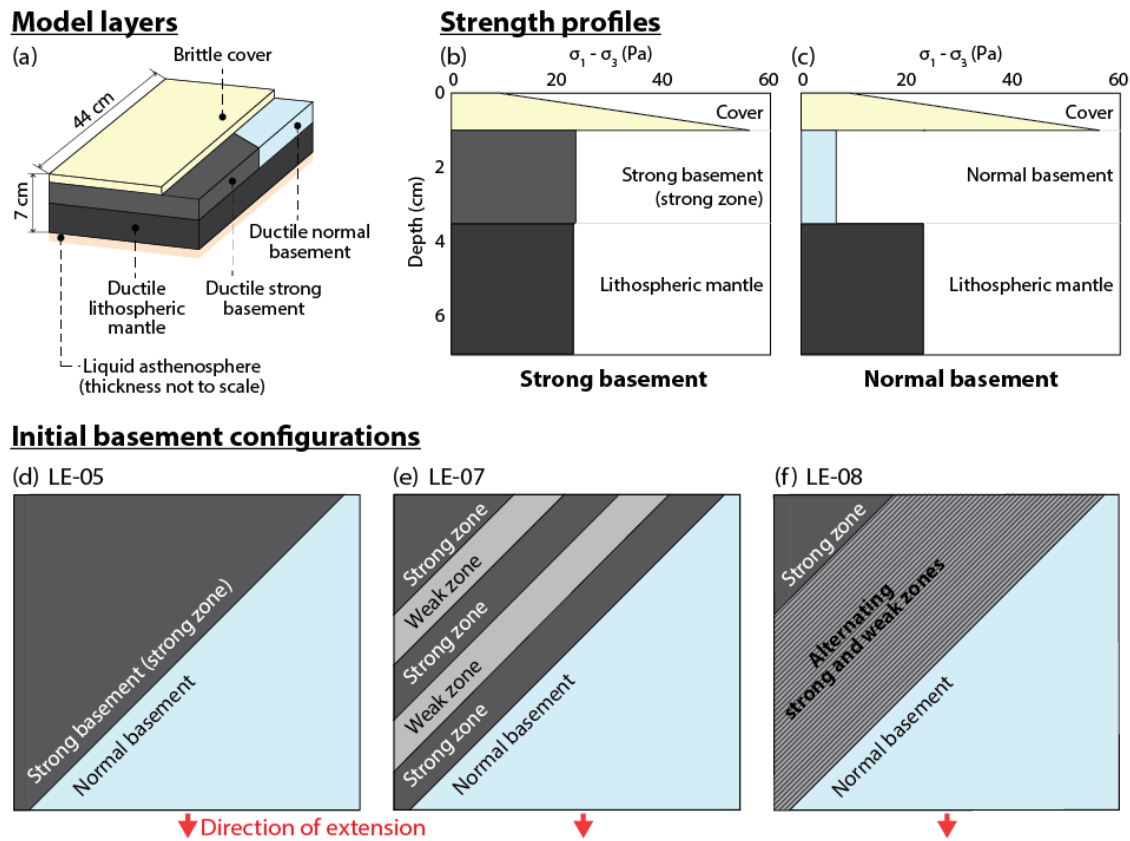 Model layers
(a)
Brittle cover
44 cm
7 cm
Ductile normal
basement
Ductile
lithospheric
mantle
Ductile strong
basement
Liquid asthenosphere
(thickness not to scale)
Strength profiles
(b)
σ1 - σ3 (Pa)
0 20 40 60
0
2
4
6
Depth (cm)
Cover
Strong basement
(strong zone)
Lithospheric mantle
Strong basement
(c)
σ1 - σ3 (Pa)
0 20 40 60
Cover
Normal basement
Lithospheric mantle
Normal basement
Initial basement configurations
(d) LE-05
Strong basement (strong zone)
Normal basement
(e) LE-07
Strong zone
Weak zone
Strong zone
Weak zone
Strong zone
Normal basement
(f) LE-08
Strong zone
Alternating
strong and weak zones
Normal basement
Direction of extension